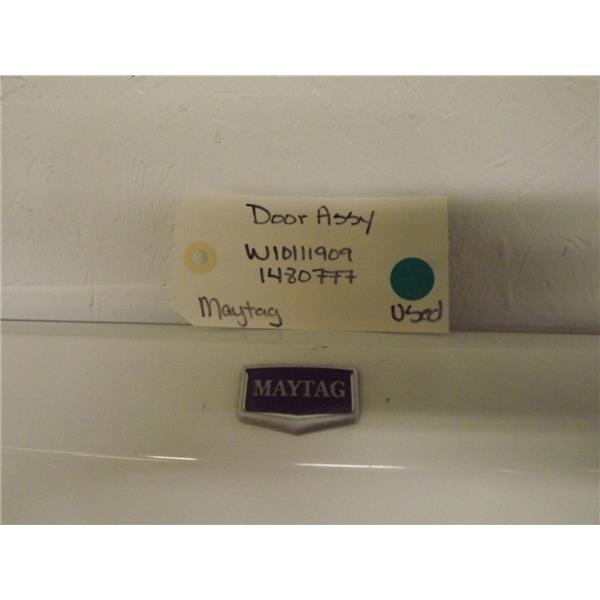 Door Assy
W10111909
1480777
Maytag
Used
MAYTAG